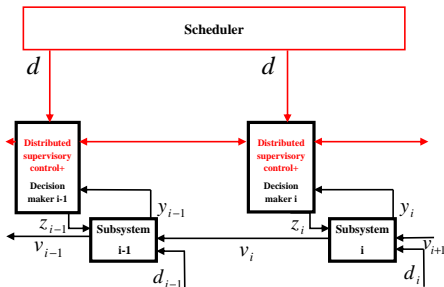 Scheduler
d d
Distributed supervisory control+ Decision maker i-1
Distributed supervisory control+ Decision maker i
y_{i-1} y_i
z_{i-1} z_i
Subsystem i-1
Subsystem i
v_{i-1} v_i v_{i+1}
d_{i-1} d_i